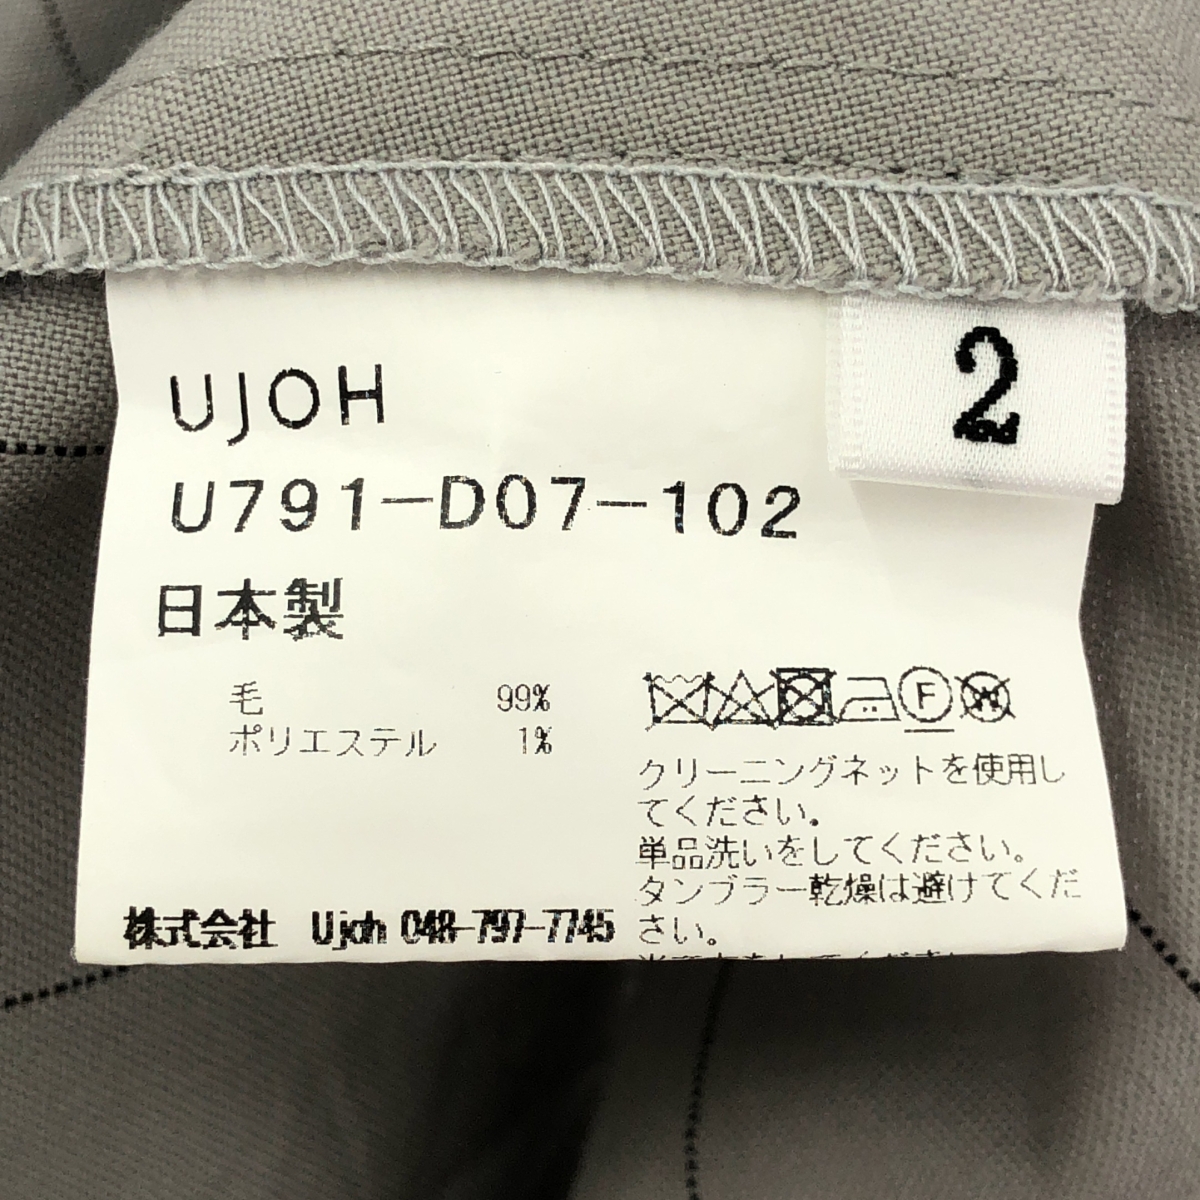 2
UJOH
U791-D07-102
日本製
毛 99%
ポリエステル 1%
F
W
クリーニングネットを使用し
てください。
単品洗いをしてください。
タンブラー乾燥は避けてくだ
さい。
株式会社 Ujoh 048-797-7745